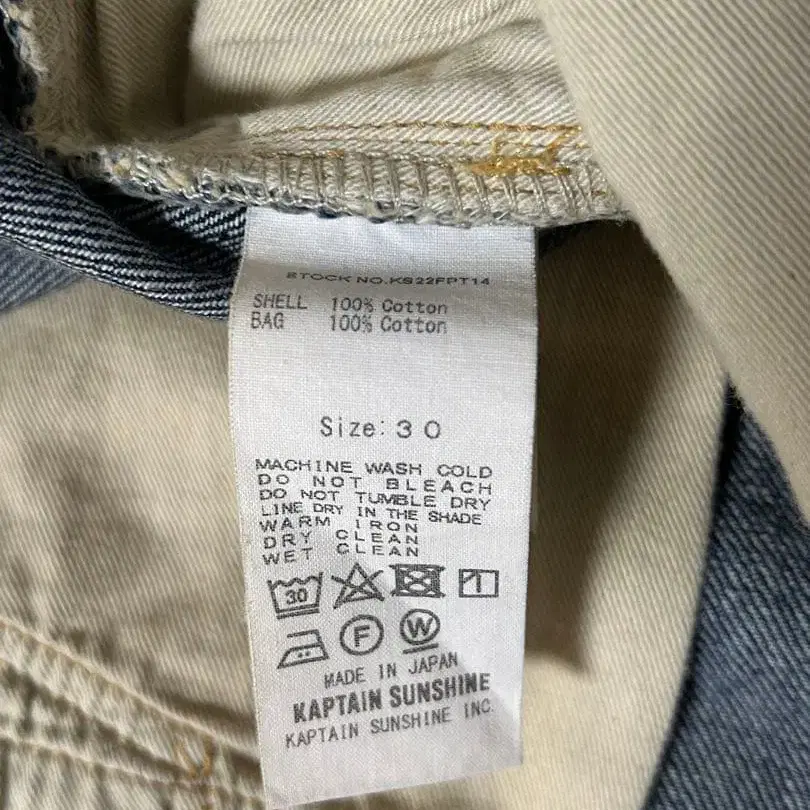 STOCK NO.KS22FPT14
SHELL 100% Cotton
BAG 100% Cotton
Size: 30
MACHINE WASH COLD
DO NOT BLEACH
DO NOT TUMBLE DRY
LINE DRY IN THE SHADE
WARM IRON
DRY CLEAN
WET CLEAN
30
F W
MADE IN JAPAN
KAPTAIN SUNSHINE
KAPTAIN SUNSHINE INC.